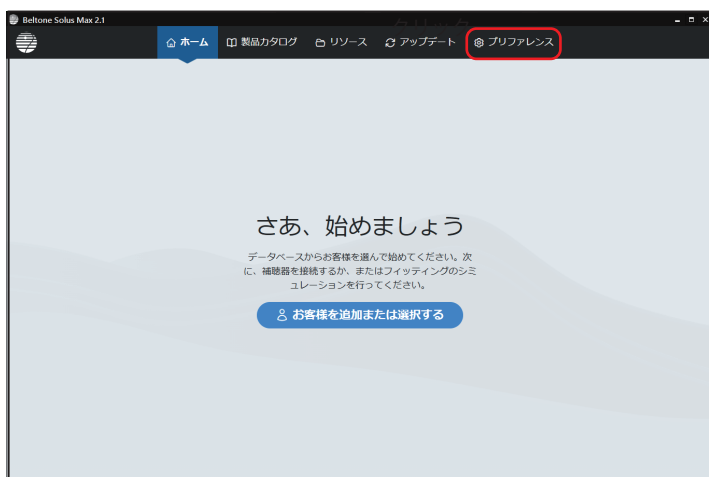 Beltone Solus Max 2.1
クリック
ホーム 製品カタログ リソース アップデート プリファレンス
さあ、始めましょう
データベースからお客様を選んで始めてください。次
に、補聴器を接続するか、またはフィッティングのシミ
ュレーションを行ってください。
お客様を追加または選択する